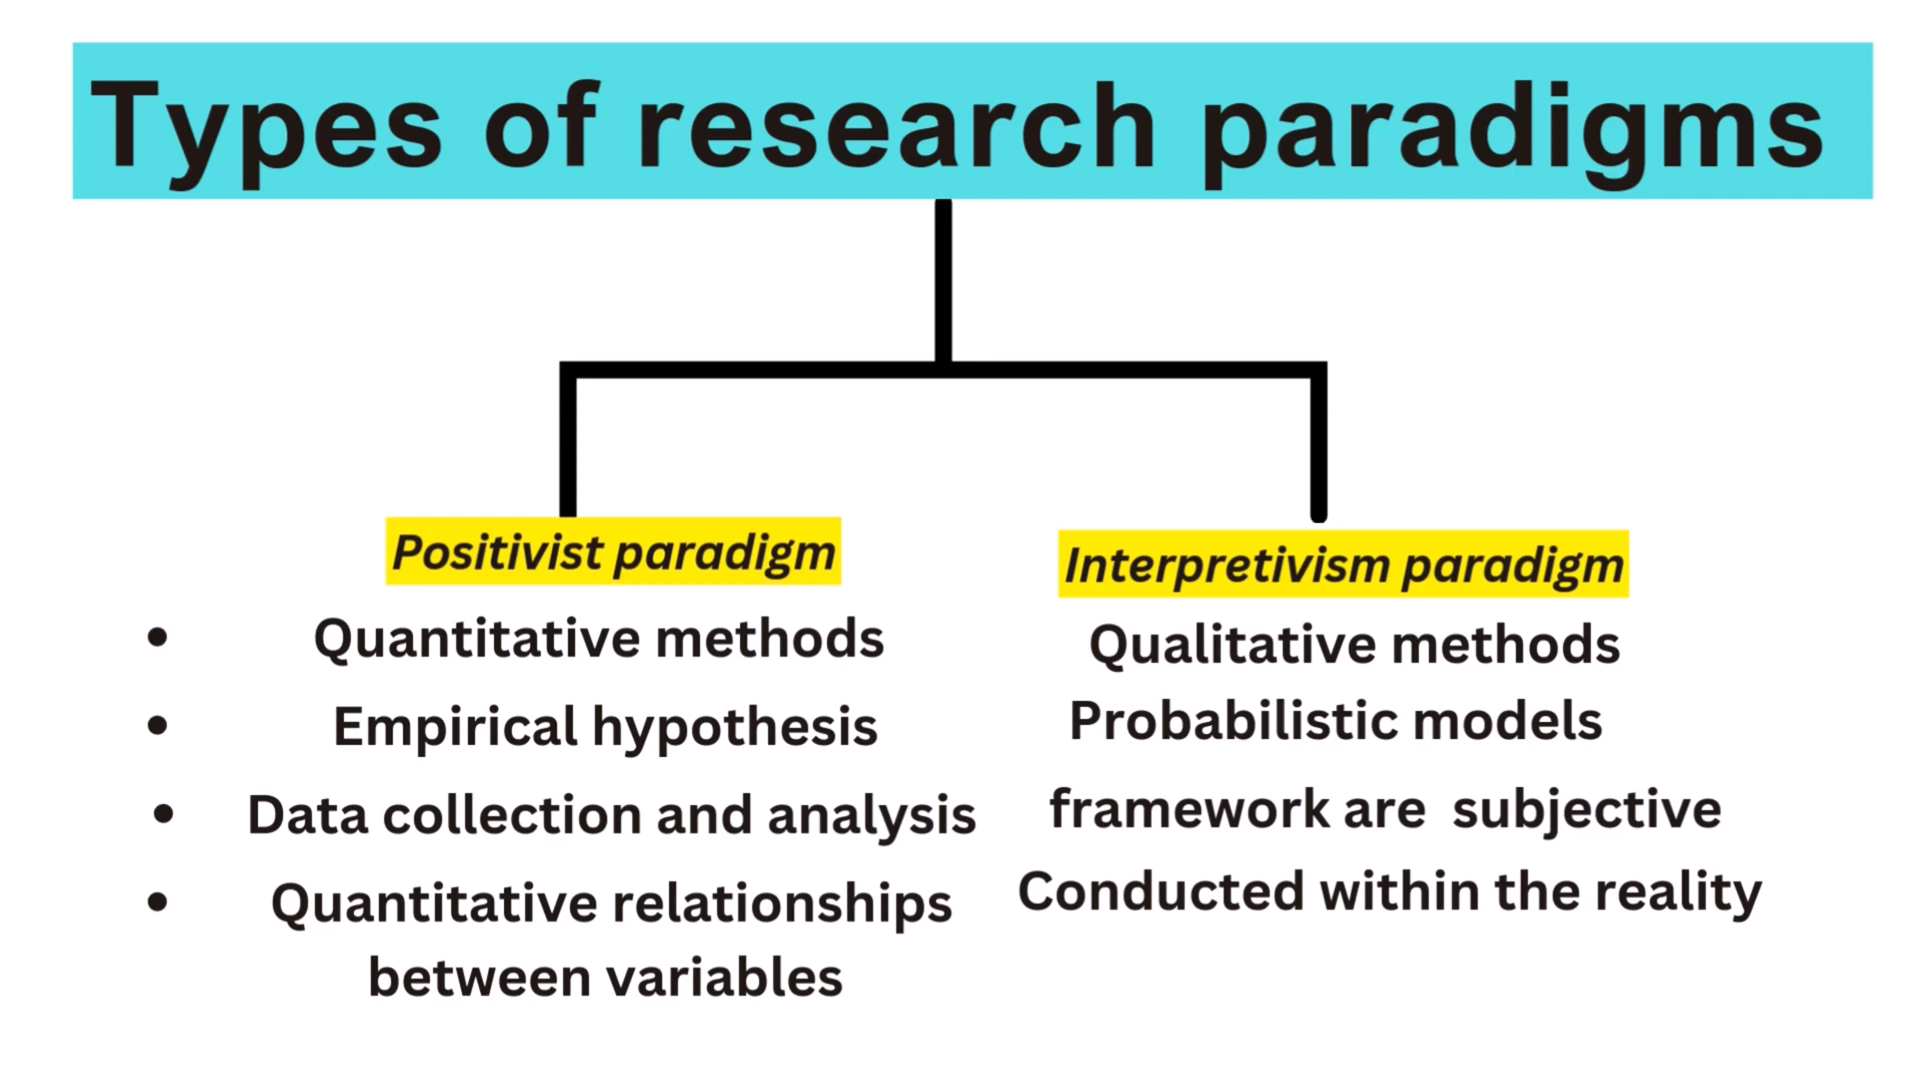 Types of research paradigms
Positivist paradigm
• Quantitative methods
• Empirical hypothesis
• Data collection and analysis
• Quantitative relationships
between variables
Interpretivism paradigm
Qualitative methods
Probabilistic models
framework are  subjective
Conducted within the reality